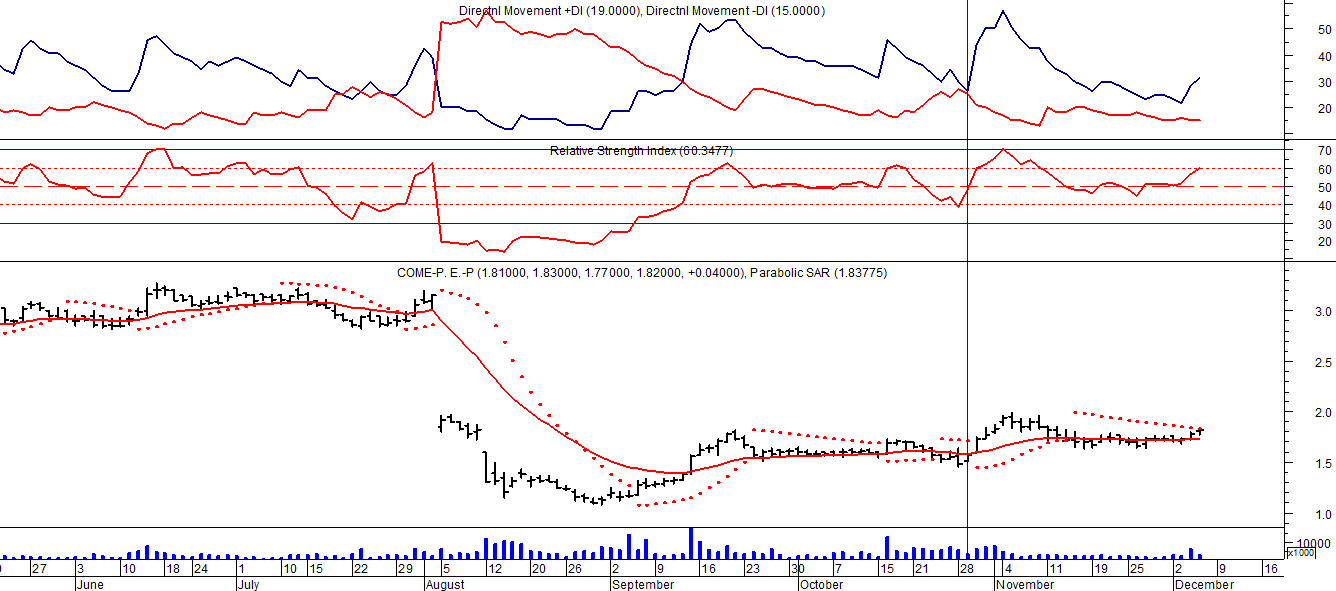 Directnl Movement +DI (19.0000), Directnl Movement -DI (15.0000)
50
40
30
20
Relative Strength Index (60.3477)
70
60
50
40
30
20
COME-P. E.-P (1.81000, 1.83000, 1.77000, 1.82000, +0.04000), Parabolic SAR (1.83775)
3.0
2.5
2.0
1.5
1.0
10000
x1000
0 27 3 10 18 24 1 10 15 22 29 5 12 20 26 2 9 16 23 30 7 15 21 28 4 11 19 25 2 9 16
June July August September October November December